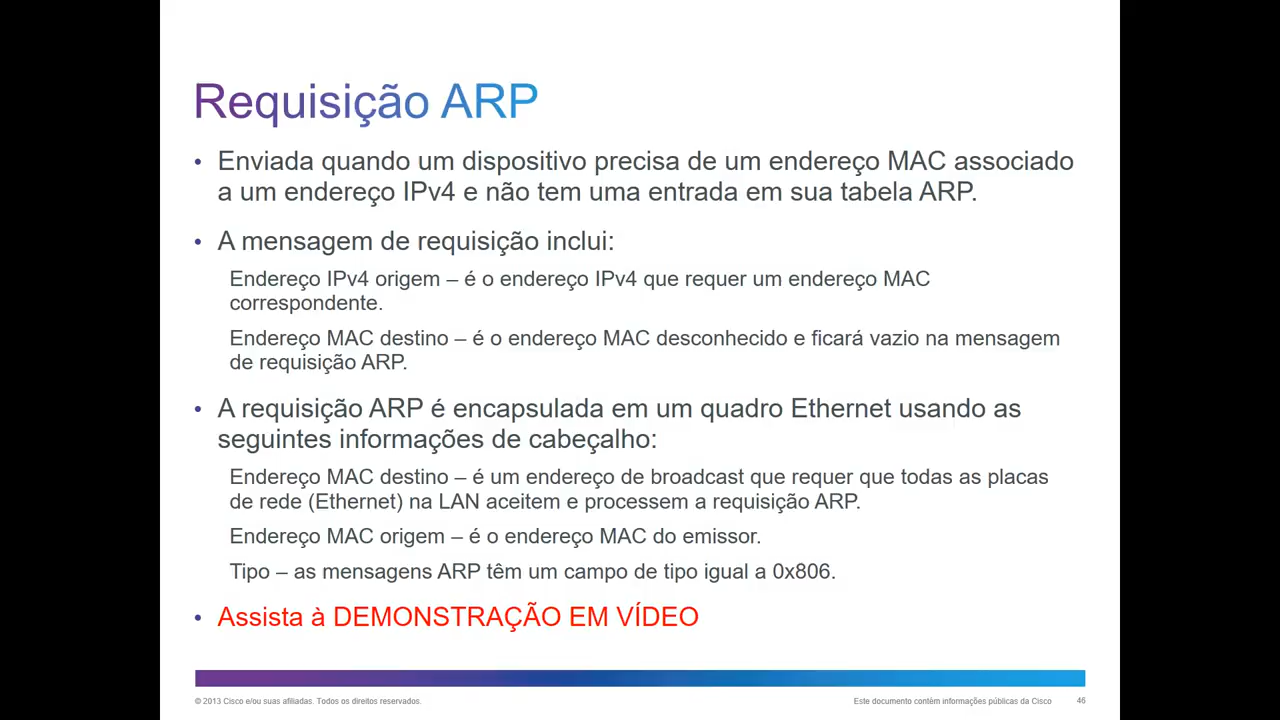 Requisição ARP
• Enviada quando um dispositivo precisa de um endereço MAC associado
a um endereço IPv4 e não tem uma entrada em sua tabela ARP.
• A mensagem de requisição inclui:
Endereço IPv4 origem – é o endereço IPv4 que requer um endereço MAC
correspondente.
Endereço MAC destino – é o endereço MAC desconhecido e ficará vazio na mensagem
de requisição ARP.
• A requisição ARP é encapsulada em um quadro Ethernet usando as
seguintes informações de cabeçalho:
Endereço MAC destino – é um endereço de broadcast que requer que todas as placas
de rede (Ethernet) na LAN aceitem e processem a requisição ARP.
Endereço MAC origem – é o endereço MAC do emissor.
Tipo – as mensagens ARP têm um campo de tipo igual a 0x806.
• Assista à DEMONSTRAÇÃO EM VÍDEO
© 2013 Cisco e/ou suas afiliadas. Todos os direitos reservados.
Este documento contém informações públicas da Cisco 46